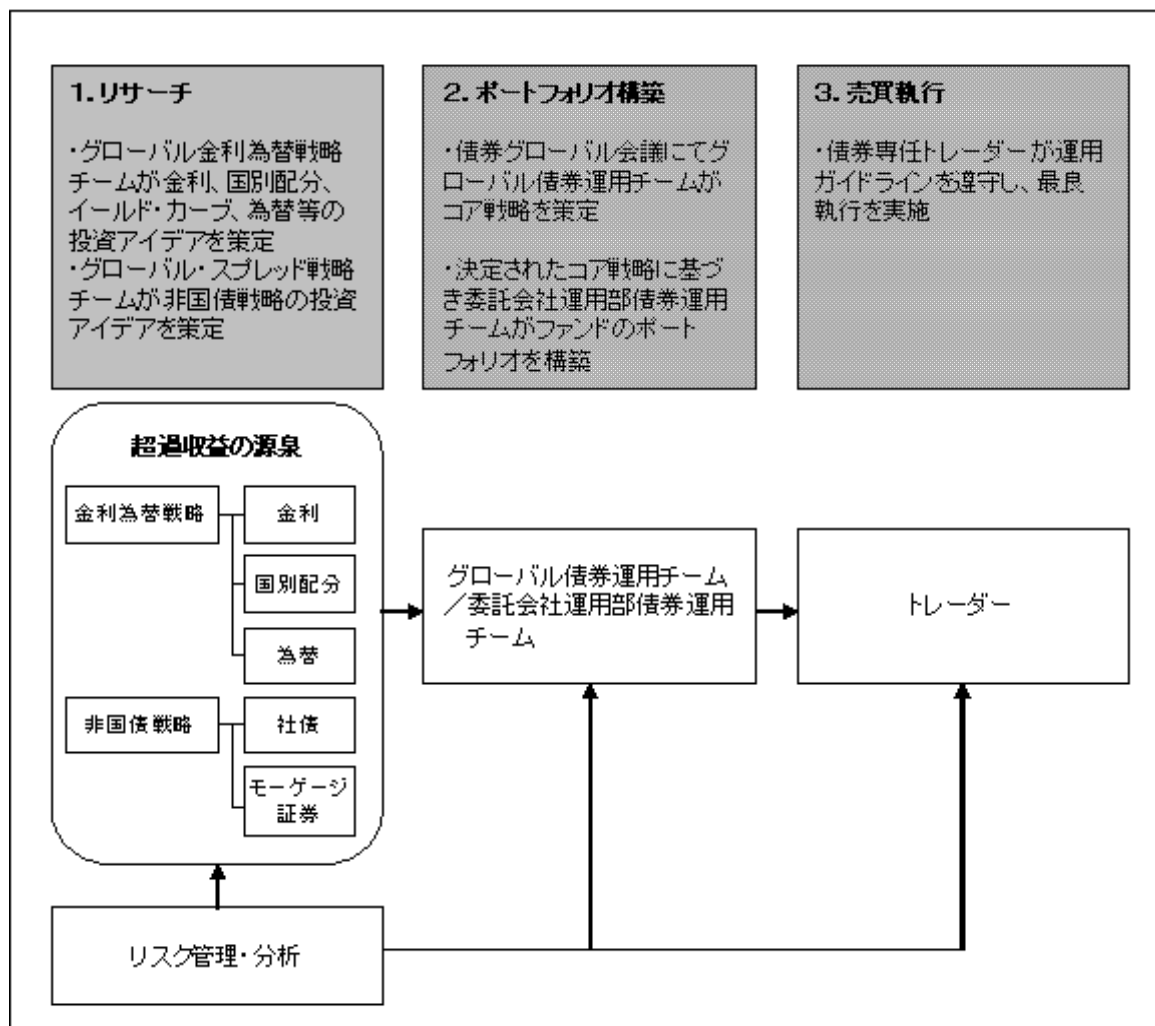 1.リサーチ
・グローバル金利為替戦略
チームが金利、国別配分、
イールド・カーブ、為替等の
投資アイデアを策定
・グローバル・スプレッド戦略
チームが非国債戦略の投資
アイデアを策定
2.ポートフォリオ構築
・債券グローバル会議にてグ
ローバル債券運用チームが
コア戦略を策定
・決定されたコア戦略に基づ
き委託会社運用部債券運用
チームがファンドのポート
フォリオを構築
3.売買執行
・債券専任トレーダーが運用
ガイドラインを遵守し、最良
執行を実施
超過収益の源泉
金利為替戦略
金利
国別配分
為替
非国債戦略
社債
モーゲージ
証券
グローバル債券運用チーム
／委託会社運用部債券運用
チーム
トレーダー
リスク管理・分析